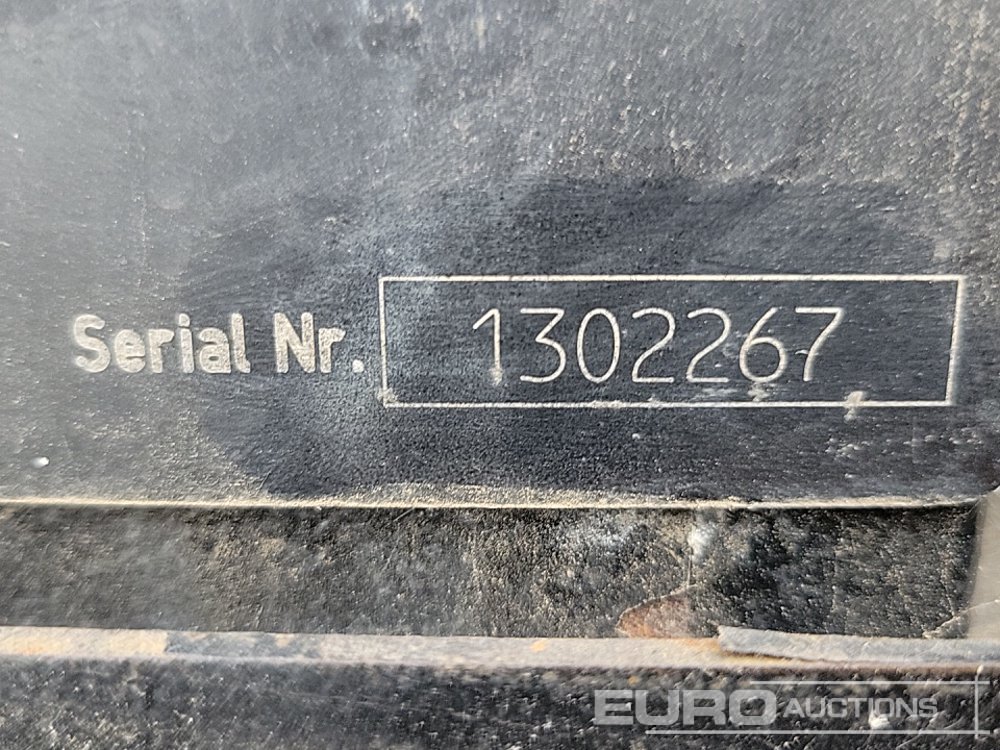 Serial Nr. 1302267
EURO AUCTIONS